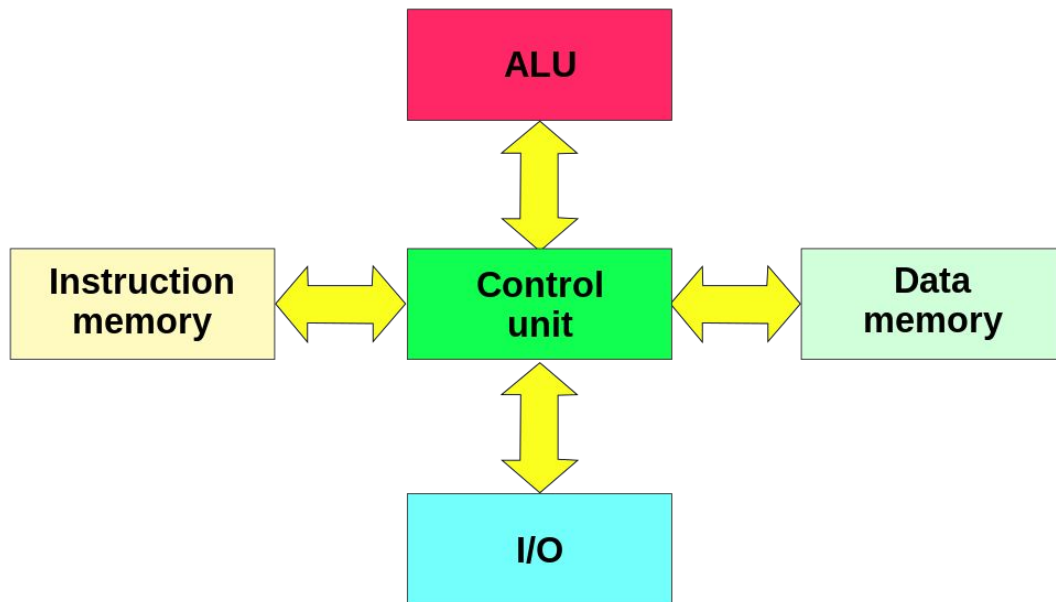 ALU
Instruction
memory
Control
unit
Data
memory
I/O